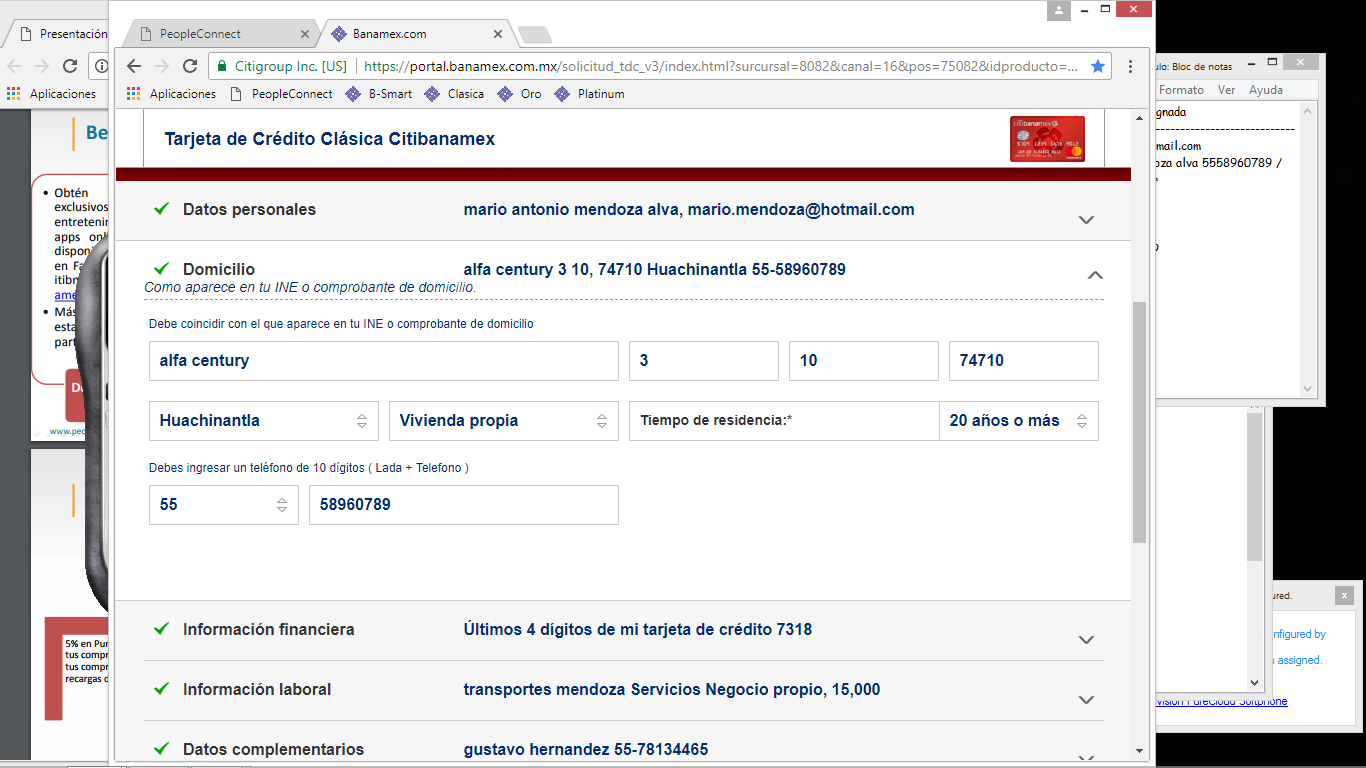 Presentación
PeopleConnect
Banamex.com
Citigroup Inc. [US]
https://portal.banamex.com.mx/solicitud_tdc_v3/index.html?surcursal=8082&canal=16&pos=75082&idproducto=...
Aplicaciones
Aplicaciones
PeopleConnect
B-Smart
Clasica
Oro
Platinum
ulo: Bloc de notas
Formato Ver Ayuda
gnada
mail.com
oza alva 5558960789 /
Be
• Obtén
exclusivos
entretenim
apps onl
disponi
en Fa
itibn
ame
• Más
esta
part
D
www.pec
Tarjeta de Crédito Clásica Citibanamex
citibanamex
Datos personales
mario antonio mendoza alva, mario.mendoza@hotmail.com
Domicilio
alfa century 3 10, 74710 Huachinantla 55-58960789
Como aparece en tu INE o comprobante de domicilio.
Debe coincidir con el que aparece en tu INE o comprobante de domicilio
alfa century
3
10
74710
Huachinantla
Vivienda propia
Tiempo de residencia:*
20 años o más
Debes ingresar un teléfono de 10 dígitos ( Lada + Telefono )
55
58960789
Información financiera
Últimos 4 dígitos de mi tarjeta de crédito 7318
Información laboral
transportes mendoza Servicios Negocio propio, 15,000
Datos complementarios
gustavo hernandez 55-78134465
5% en Pur
tus compr
tus compr
recargas d
ured.
onfigured by
assigned.
vision PureCloud Softphone